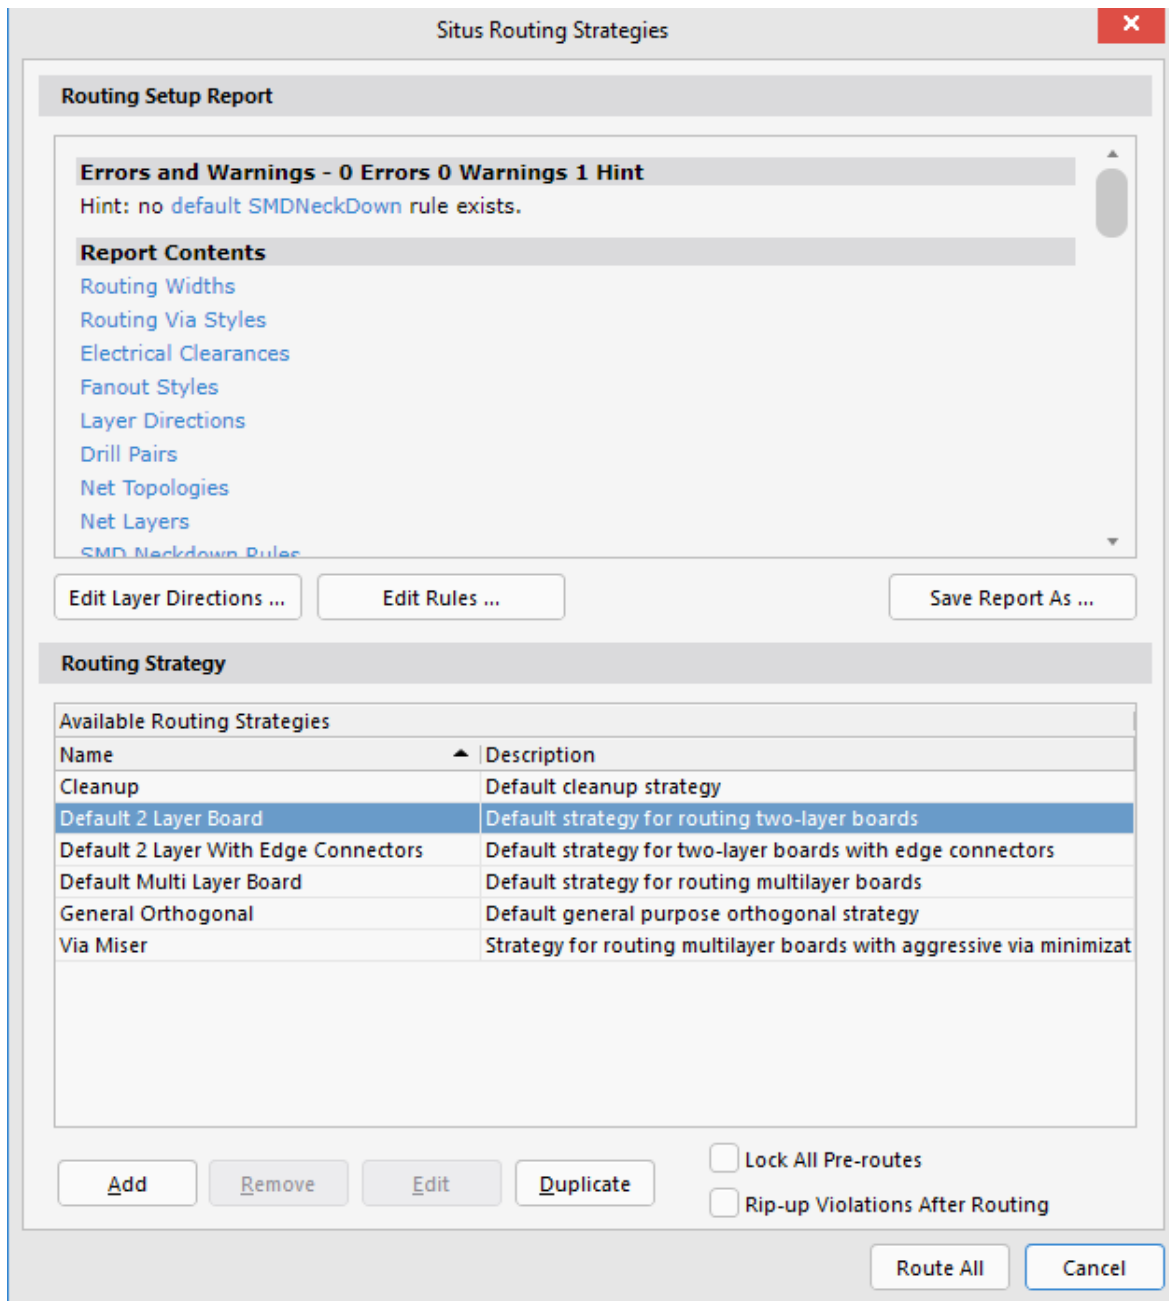 Situs Routing Strategies
Routing Setup Report
Errors and Warnings - 0 Errors 0 Warnings 1 Hint
Hint: no default SMDNeckDown rule exists.
Report Contents
Routing Widths
Routing Via Styles
Electrical Clearances
Fanout Styles
Layer Directions
Drill Pairs
Net Topologies
Net Layers
SMD Neckdown Rules
Edit Layer Directions ... Edit Rules ... Save Report As ...
Routing Strategy
Available Routing Strategies
Name Description
Cleanup Default cleanup strategy
Default 2 Layer Board Default strategy for routing two-layer boards
Default 2 Layer With Edge Connectors Default strategy for two-layer boards with edge connectors
Default Multi Layer Board Default strategy for routing multilayer boards
General Orthogonal Default general purpose orthogonal strategy
Via Miser Strategy for routing multilayer boards with aggressive via minimizat
Add Remove Edit Duplicate Lock All Pre-routes
Rip-up Violations After Routing
Route All Cancel